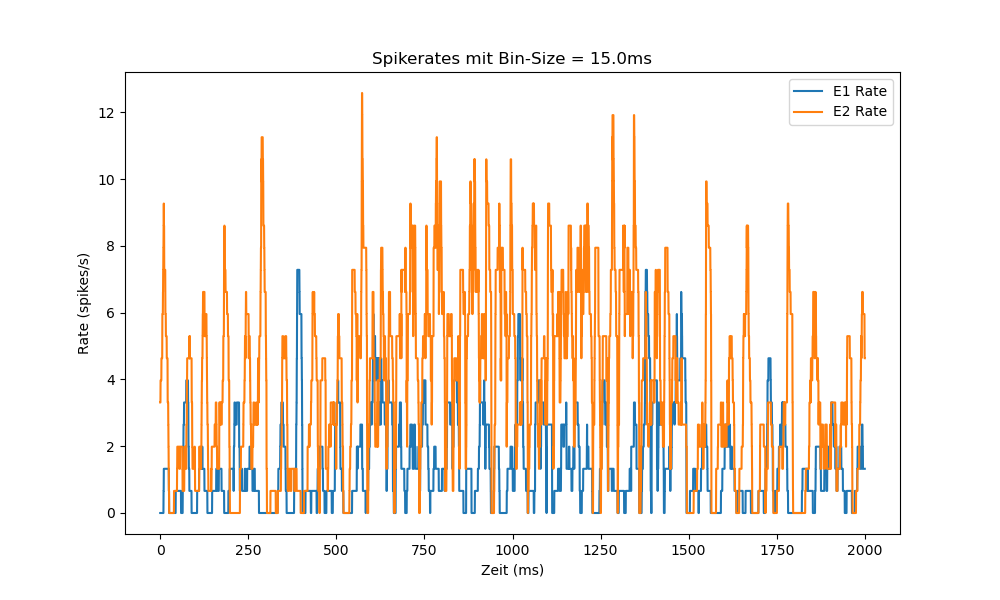 Spikerates mit Bin-Size = 15.0ms
E1 Rate
E2 Rate
12
10
8
6
4
2
0
Rate (spikes/s)
0 250 500 750 1000 1250 1500 1750 2000
Zeit (ms)